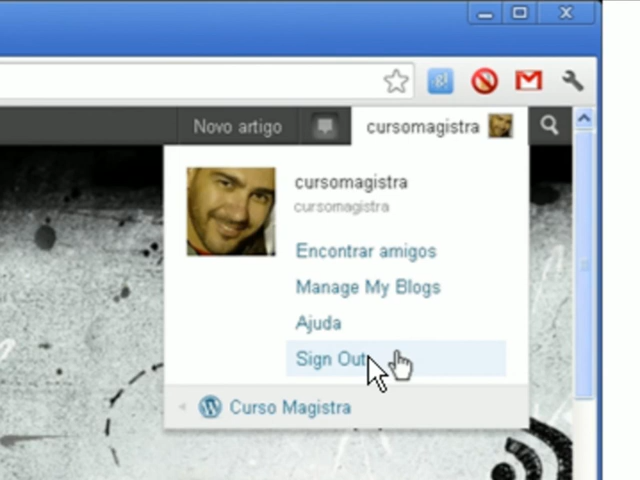 Novo artigo
cursomagistra
cursomagistra
cursomagistra
Encontrar amigos
Manage My Blogs
Ajuda
Sign Out
Curso Magistra